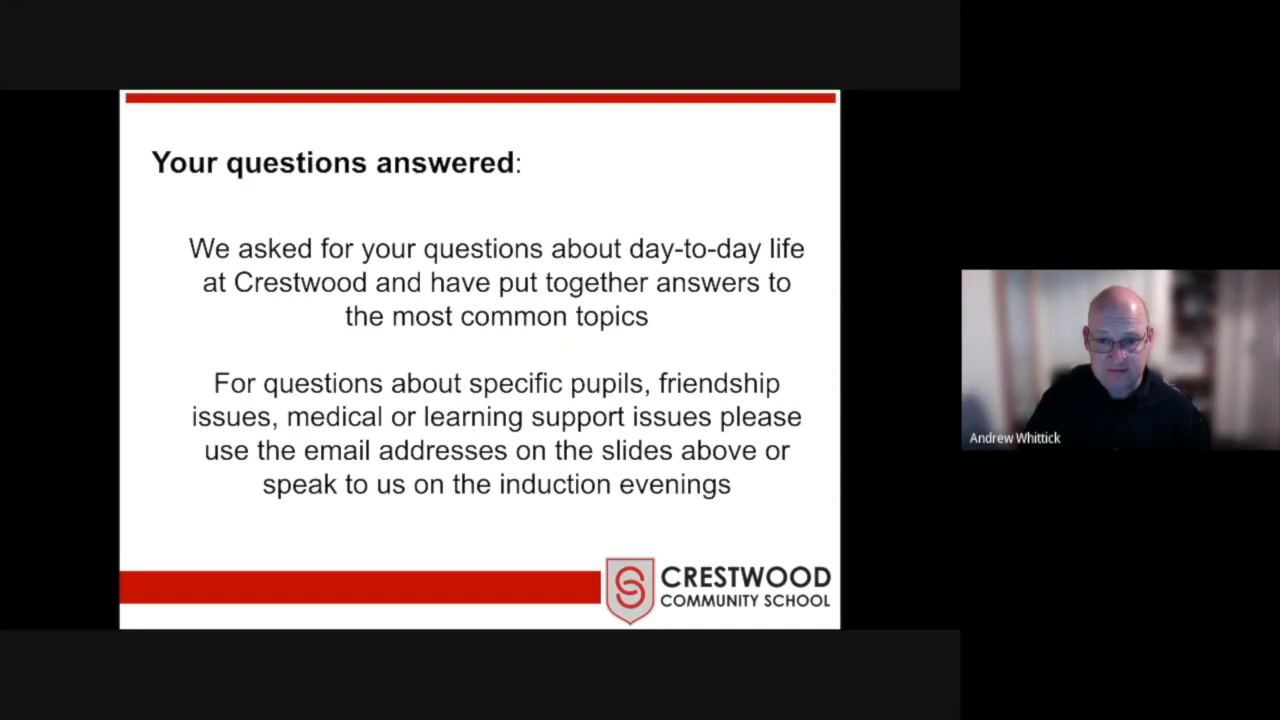 Your questions answered:
We asked for your questions about day-to-day life
at Crestwood and have put together answers to
the most common topics
For questions about specific pupils, friendship
issues, medical or learning support issues please
use the email addresses on the slides above or
speak to us on the induction evenings
CRESTWOOD
COMMUNITY SCHOOL
Andrew Whittick